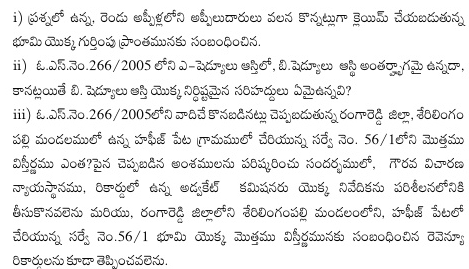 i) ప్రశ్నలో ఉన్న, రెండు అప్పీళ్లలోని అప్పీలుదారులు వలన కొన్నట్లుగా క్లెయిమ్ చేయబడుతున్న
భూమి యొక్క గుర్తింపు ప్రాంతమునకు సంబంధించిన.
ii) ఓ.ఎస్.నెం.266/2005 లోని ఎ-షెడ్యూలు ఆస్తిలో, బి.షెడ్యూలు ఆస్థి అంతర్భాగమై ఉన్నదా,
కానట్లయితే బి. షెడ్యూలు ఆస్తి యొక్క నిర్దిష్టమైన సరిహద్దులు ఏమైఉన్నవి?
iii) ఓ.ఎస్.నెం.266/2005లోని వాదిచే కొనబడినట్లు చెప్పబడుతున్న రంగారెడ్డి జిల్లా, శేరిలింగం
పల్లి మండలములో ఉన్న హఫీజ్ పేట గ్రామములో చేరియున్న సర్వే నెం. 56/1లోని మొత్తము
విస్తీర్ణము ఎంత?పైన చెప్పబడిన అంశములను పరిష్కరించు సందర్భములో, గౌరవ విచారణ
న్యాయస్థానము, రికార్డులో ఉన్న అడ్వకేట్ కమిషనరు యొక్క నివేదికను పరిశీలనలోనికి
తీసుకొనవలెను మరియు, రంగారెడ్డి జిల్లాలోని శేరిలింగంపల్లి మండలంలోని, హఫీజ్ పేటలో
చేరియున్న సర్వే నెం.56/1 భూమి యొక్క మొత్తము విస్తీర్ణమునకు సంబంధించిన రెవెన్యూ
రికార్డులను కూడా తెప్పించవలెను.